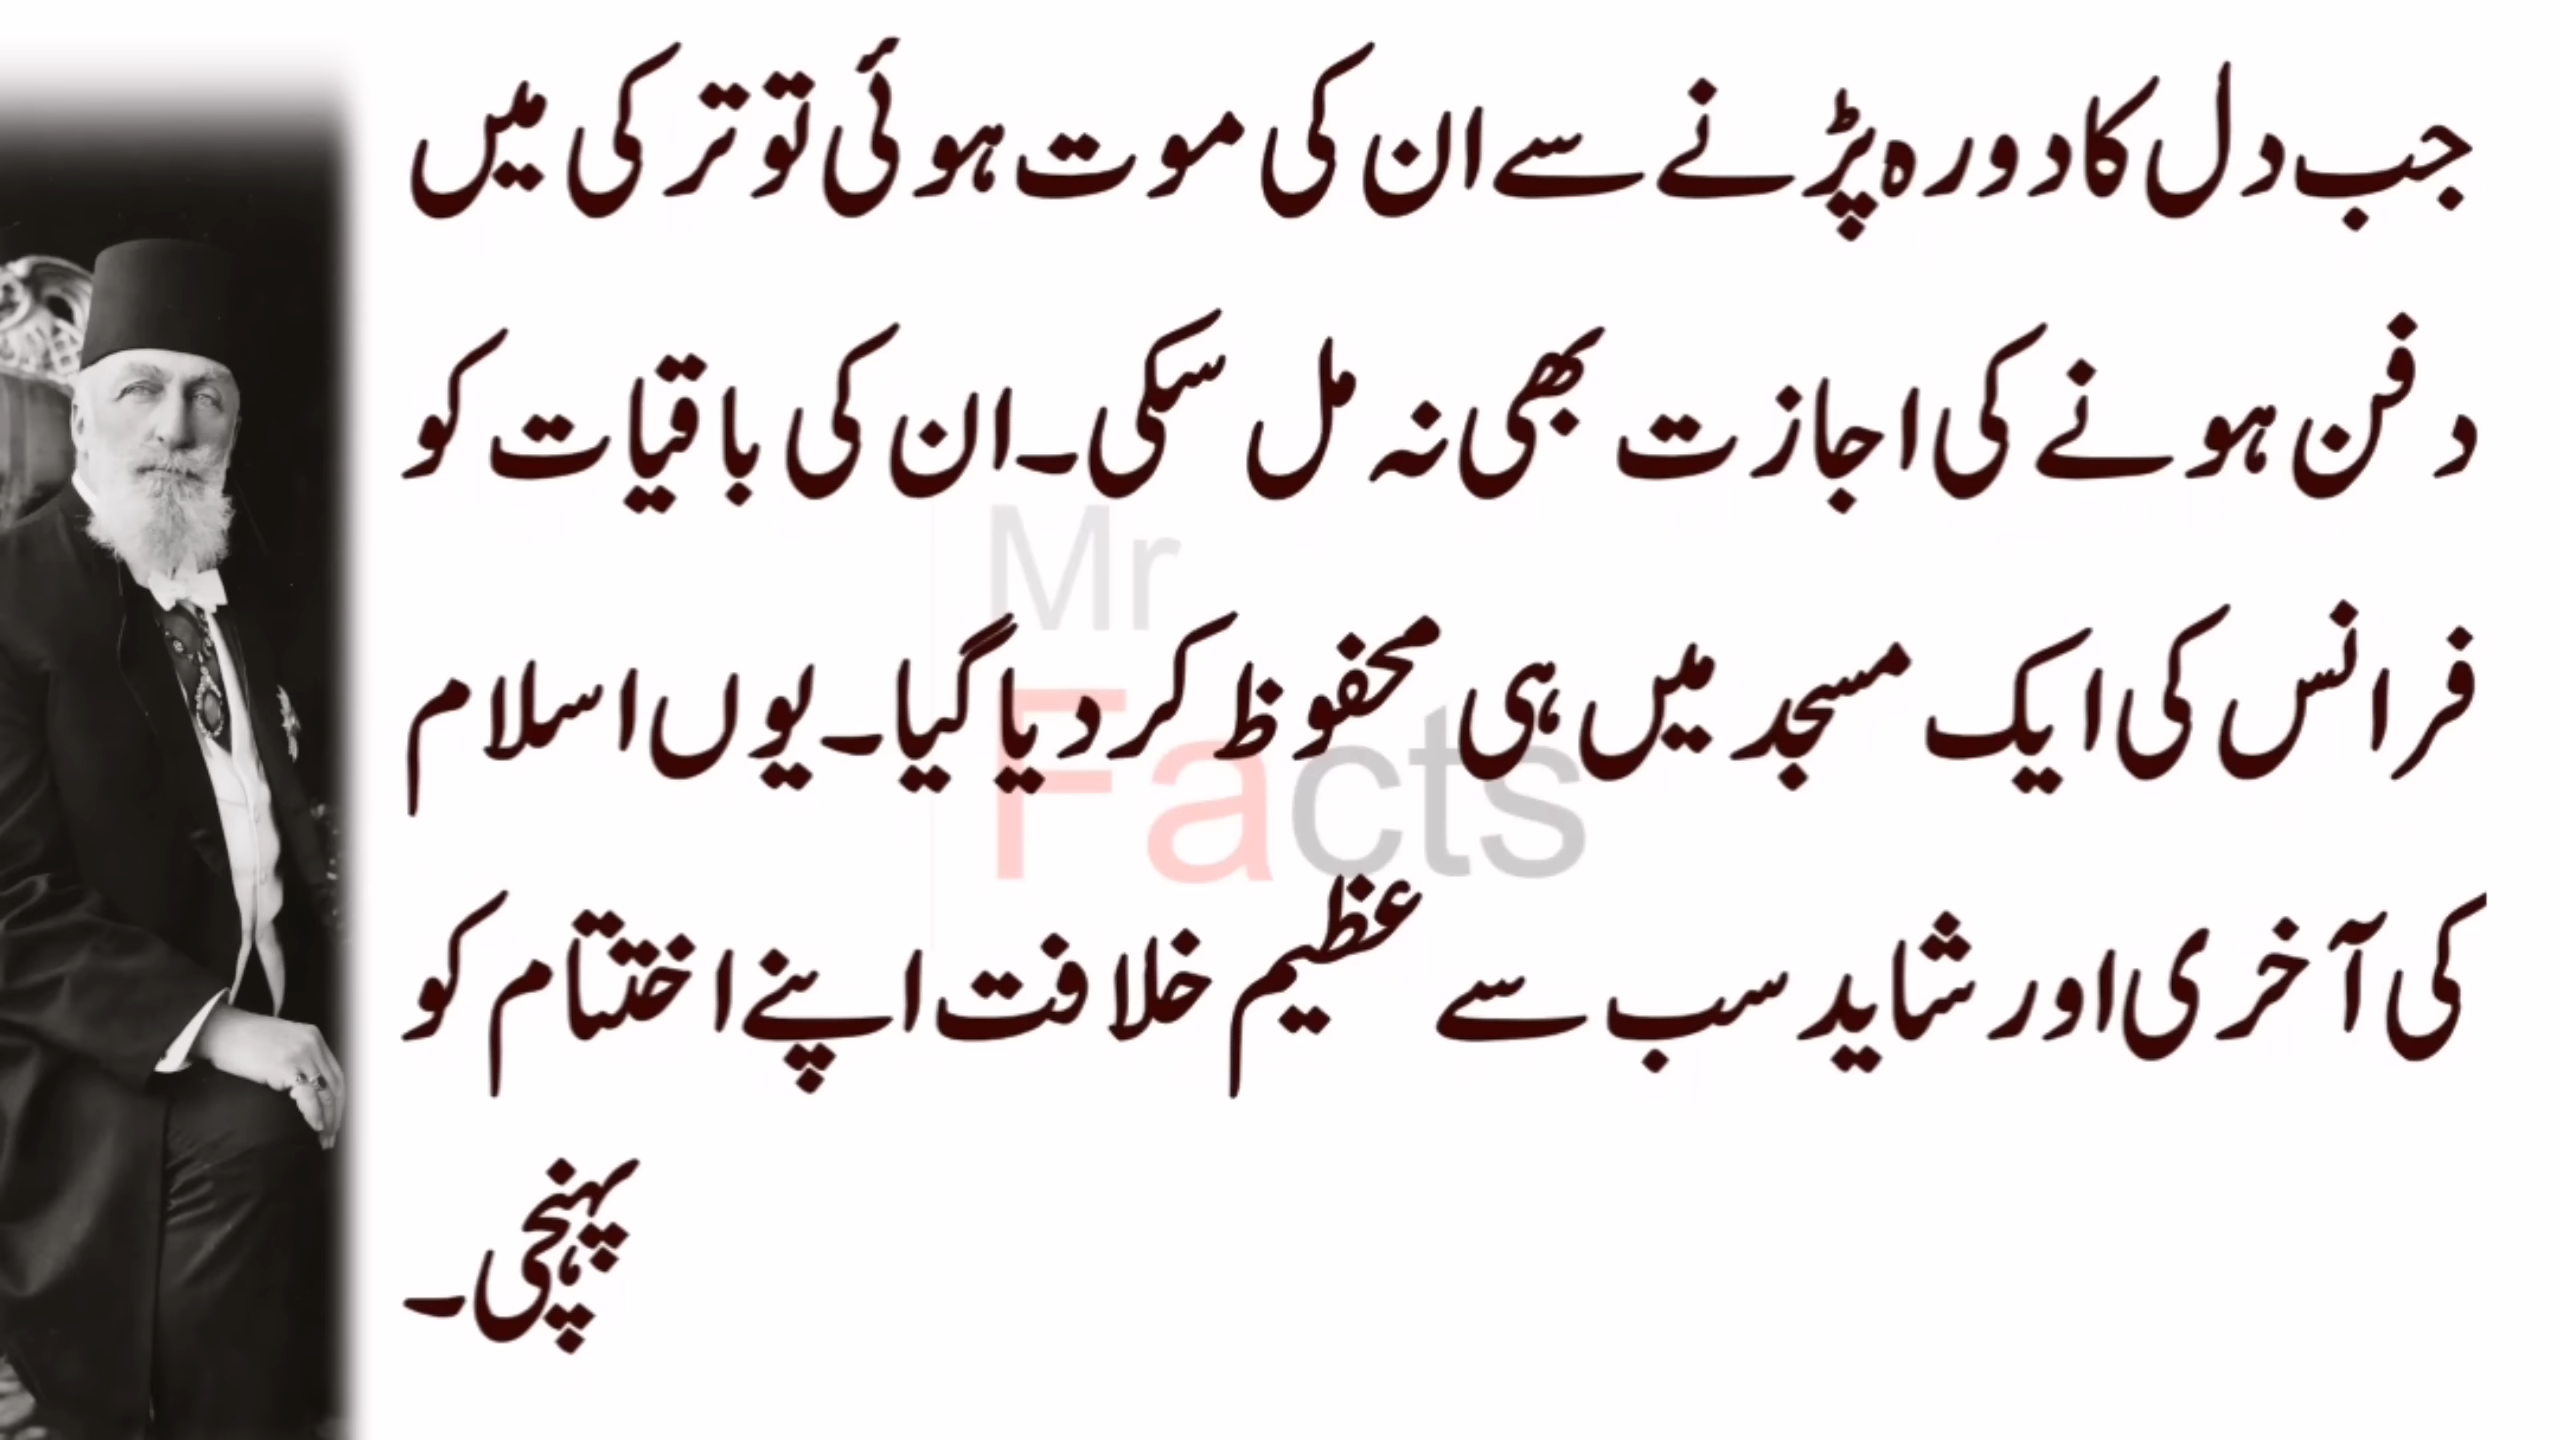 جب دل کا دورہ پڑنے سے ان کی موت ہوئی تو ترکی میں
دفن ہونے کی اجازت بھی نہ مل سکی۔ ان کی باقیات کو
فرانس کی ایک مسجد میں ہی محفوظ کر دیا گیا۔ یوں اسلام
کی آخری اور شاید سب سے عظیم خلافت اپنے اختتام کو
پہنچی۔
Mr
Facts